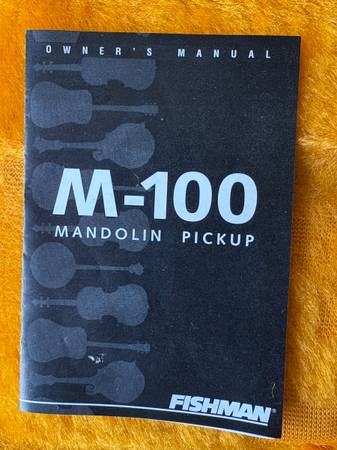 OWNER'S MANUAL
M-100
MANDOLIN PICKUP
FISHMAN®